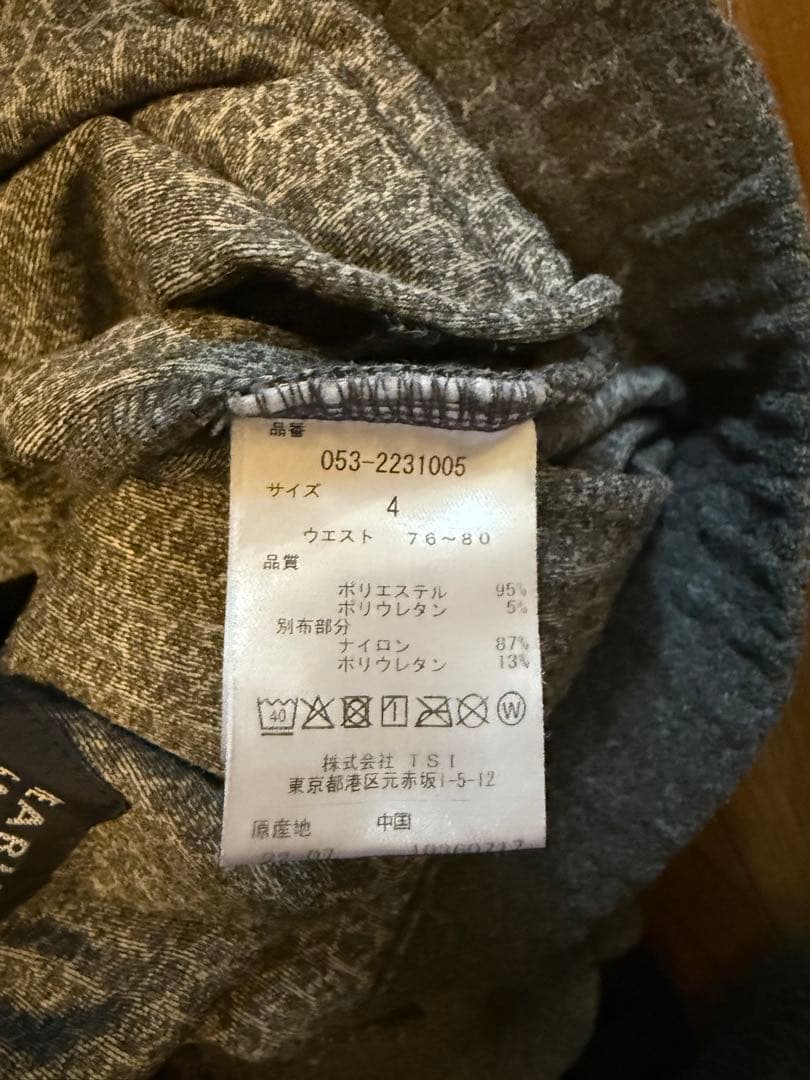 品番
053-2231005
サイズ
4
ウエスト 76～80
品質
ポリエステル 95%
ポリウレタン 5%
別布部分
ナイロン 87%
ポリウレタン 13%
40
W
株式会社 TSI
東京都港区元赤坂1-5-12
原産地 中国